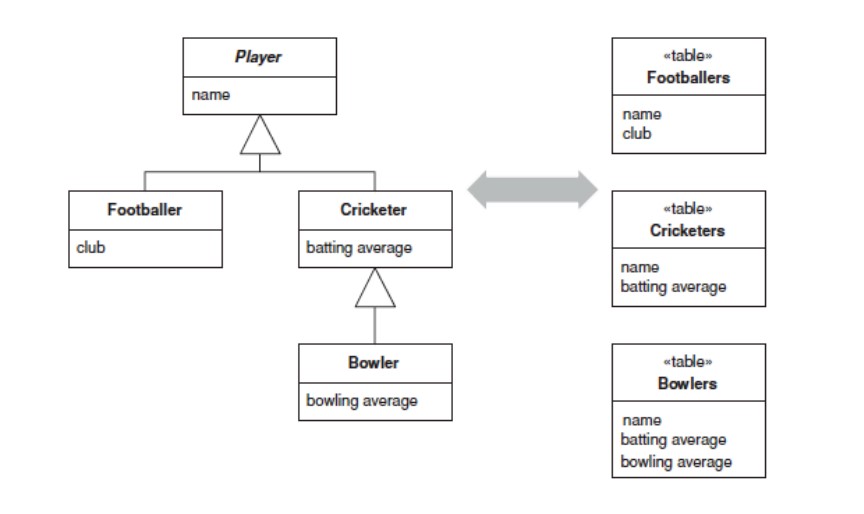 Player
name
Footballer
club
Cricketer
batting average
Bowler
bowling average
«table»
Footballers
name
club
«table»
Cricketers
name
batting average
«table»
Bowlers
name
batting average
bowling average